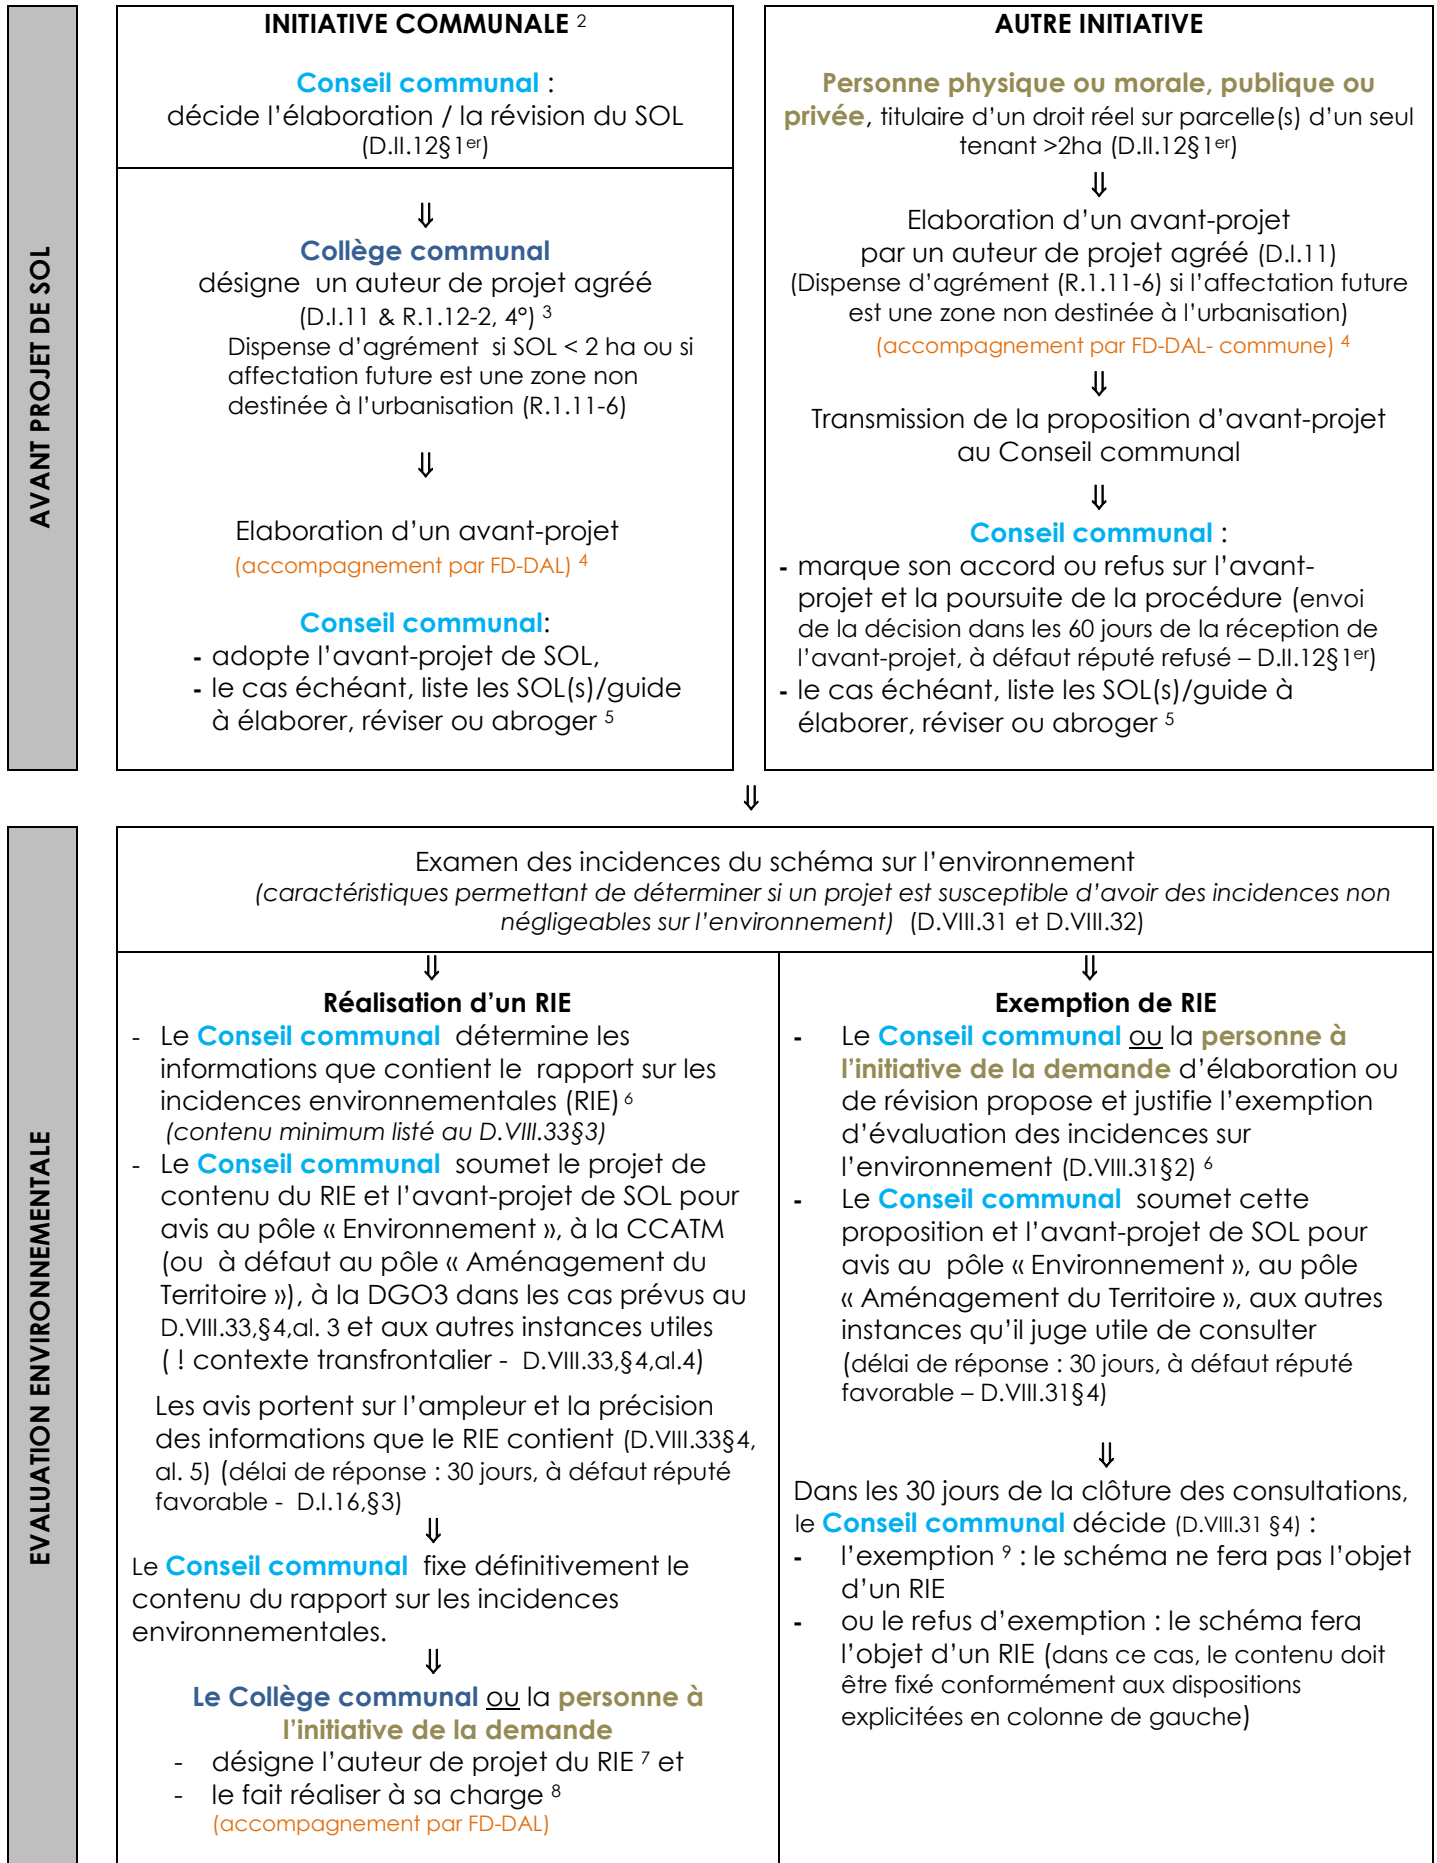 AVANT PROJET DE SOL
INITIATIVE COMMUNALE 2
Conseil communal :
décide l’élaboration / la révision du SOL
(D.II.12§1er)
⇓
Collège communal
désigne un auteur de projet agréé
(D.I.11 & R.1.12-2, 4°) 3
Dispense d’agrément si SOL < 2 ha ou si
affectation future est une zone non
destinée à l’urbanisation (R.1.11-6)
⇓
Elaboration d’un avant-projet
(accompagnement par FD-DAL) 4
Conseil communal:
- adopte l’avant-projet de SOL,
- le cas échéant, liste les SOL(s)/guide
à élaborer, réviser ou abroger 5
AUTRE INITIATIVE
Personne physique ou morale, publique ou
privée, titulaire d’un droit réel sur parcelle(s) d’un seul
tenant >2ha (D.II.12§1er)
⇓
Elaboration d’un avant-projet
par un auteur de projet agréé (D.I.11)
(Dispense d’agrément (R.1.11-6) si l’affectation future
est une zone non destinée à l’urbanisation)
(accompagnement par FD-DAL- commune) 4
⇓
Transmission de la proposition d’avant-projet
au Conseil communal
⇓
Conseil communal :
- marque son accord ou refus sur l’avant-
projet et la poursuite de la procédure (envoi
de la décision dans les 60 jours de la réception de
l’avant-projet, à défaut réputé refusé – D.II.12§1er)
- le cas échéant, liste les SOL(s)/guide à
élaborer, réviser ou abroger 5
⇓
EVALUATION ENVIRONNEMENTALE
Examen des incidences du schéma sur l’environnement
(caractéristiques permettant de déterminer si un projet est susceptible d’avoir des incidences non
négligeables sur l’environnement) (D.VIII.31 et D.VIII.32)
⇓
Réalisation d’un RIE
- Le Conseil communal détermine les
informations que contient le rapport sur les
incidences environnementales (RIE) 6
(contenu minimum listé au D.VIII.33§3)
- Le Conseil communal soumet le projet de
contenu du RIE et l’avant-projet de SOL pour
avis au pôle « Environnement », à la CCATM
(ou à défaut au pôle « Aménagement du
Territoire »), à la DGO3 dans les cas prévus au
D.VIII.33,§4,al. 3 et aux autres instances utiles
( ! contexte transfrontalier - D.VIII.33,§4,al.4)
Les avis portent sur l’ampleur et la précision
des informations que le RIE contient (D.VIII.33§4,
al. 5) (délai de réponse : 30 jours, à défaut réputé
favorable - D.I.16,§3)
⇓
Le Conseil communal fixe définitivement le
contenu du rapport sur les incidences
environnementales.
⇓
Le Collège communal ou la personne à
l’initiative de la demande
- désigne l’auteur de projet du RIE 7 et
- le fait réaliser à sa charge 8
(accompagnement par FD-DAL)
⇓
Exemption de RIE
- Le Conseil communal ou la personne à
l’initiative de la demande d’élaboration ou
de révision propose et justifie l’exemption
d’évaluation des incidences sur
l’environnement (D.VIII.31§2) 6
- Le Conseil communal soumet cette
proposition et l’avant-projet de SOL pour
avis au pôle « Environnement », au pôle
« Aménagement du Territoire », aux autres
instances qu’il juge utile de consulter
(délai de réponse : 30 jours, à défaut réputé
favorable – D.VIII.31§4)
⇓
Dans les 30 jours de la clôture des consultations,
le Conseil communal décide (D.VIII.31 §4) :
- l’exemption 9 : le schéma ne fera pas l’objet
d’un RIE
- ou le refus d’exemption : le schéma fera
l’objet d’un RIE (dans ce cas, le contenu doit
être fixé conformément aux dispositions
explicitées en colonne de gauche)